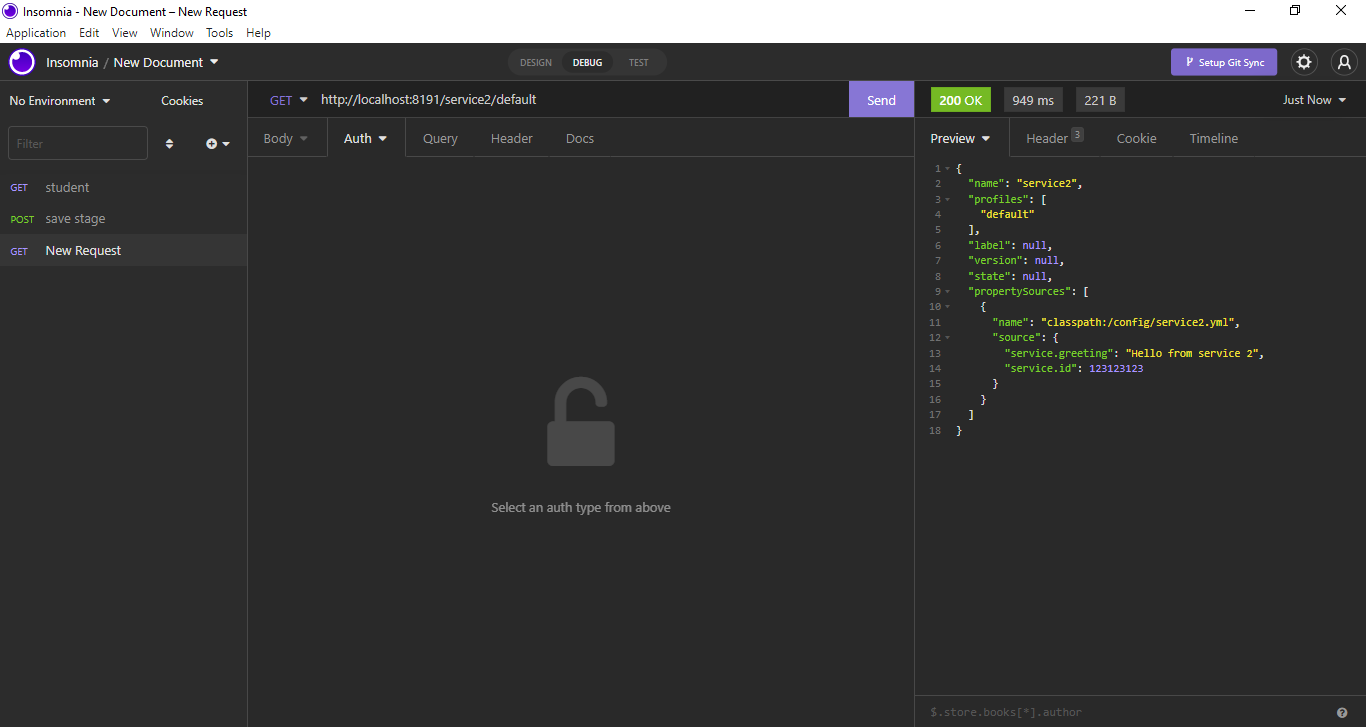 Insomnia - New Document – New Request
Application Edit View Window Tools Help
Insomnia / New Document
DESIGN DEBUG TEST
Setup Git Sync
No Environment Cookies
GET http://localhost:8191/service2/default Send
200 OK 949 ms 221 B Just Now
Filter
Body Auth Query Header Docs
Preview Header 3 Cookie Timeline
GET student
POST save stage
GET New Request
Select an auth type from above
1 {
2 "name": "service2",
3 "profiles": [
4 "default"
5 ],
6 "label": null,
7 "version": null,
8 "state": null,
9 "propertySources": [
10 {
11 "name": "classpath:/config/service2.yml",
12 "source": {
13 "service.greeting": "Hello from service 2",
14 "service.id": 123123123
15 }
16 }
17 ]
18 }
$.store.books[*].author